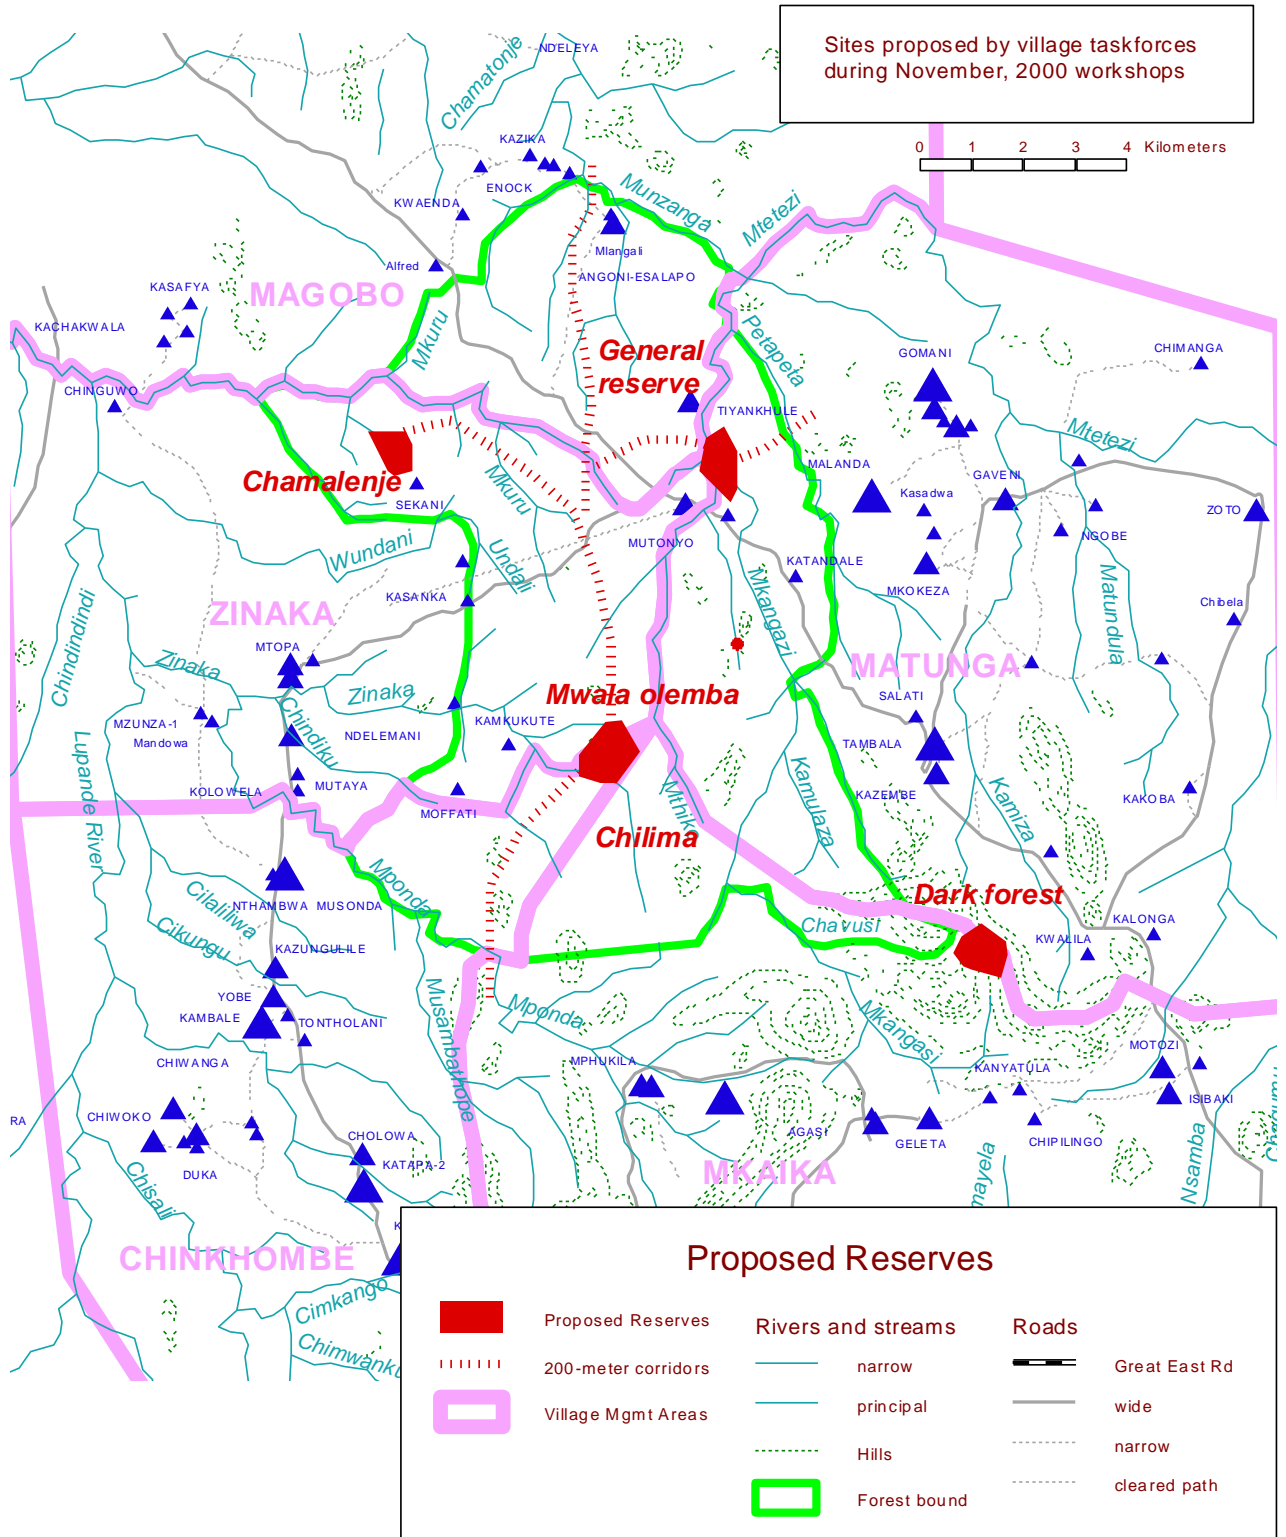 Sites proposed by village taskforces
during November, 2000 workshops
0 1 2 3 4 Kilometers
NDELEYA
Chamatonje
KAZIKA
ENOCK
KWAENDA
Munzanga
Mtetezi
Mlangali
Alfred
ANGONI-ESALAPO
KASAFYA
MAGOBO
KACHAKWALA
Mkuru
Petapeta
General
reserve
GOMANI
CHIMANGA
CHINGUWO
TIYANKHULE
Mtetezi
MALANDA
GAVENI
Chamalenje
Mkuru
Kasadwa
SEKANI
ZOTO
MUTONYO
NGOBE
Wundani
Undali
KATANDALE
Mkangazi
MKOKEZA
Matundula
KASANKA
Chibela
Chindindindi
ZINAKA
MTOPA
Zinaka
MATUNGA
Zinaka
Mwala olemba
SALATI
MZUNZA-1
Chindiku
KAMKUKUTE
Mandowa
NDELEMANI
TAMBALA
Lupande River
KOLOWELA
MUTAYA
MOFFATI
Mthiko
Kamulaza
KAZEMBE
Kamiza
KAKOBA
Chilima
Mponda
Cilaliliwa
Dark forest
NTHAMBWA
MUSONDA
Cikungu
Chavusi
KALONGA
KAZUNGULILE
KWALILA
YOBE
Musambathope
Mponda
Mkangasi
KAMBALE
TONTHOLANI
MOTOZI
CHIWANGA
MPHUKILA
KANYATULA
RA
CHIWOKO
ISIBAKI
AGASI
GELETA
CHIPILINGO
CHOLOWA
KATAPA-2
DUKA
Chisali
MKAIKA
mayela
Nsamba
K
CHINKHOMBE
Cimkango
Chimwanku
Proposed Reserves
Proposed Reserves
200-meter corridors
Village Mgmt Areas
Rivers and streams
narrow
principal
Hills
Forest bound
Roads
Great East Rd
wide
narrow
cleared path